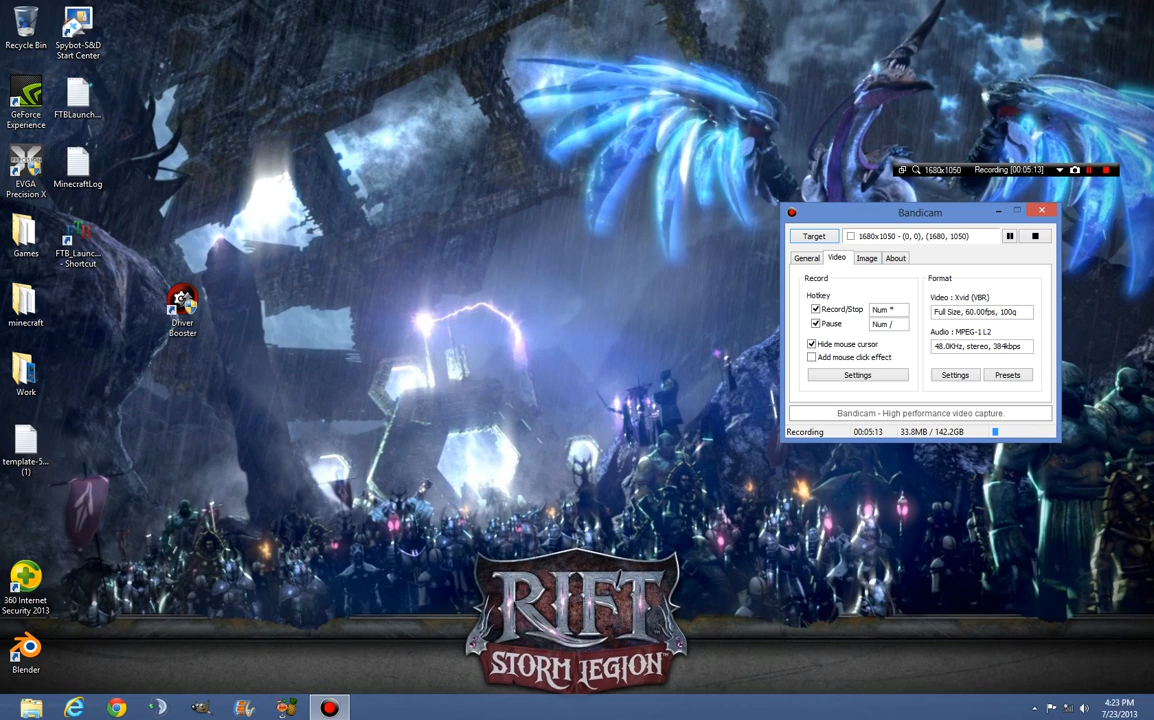 Recycle Bin
Spybot-S&D
Start Center
GeForce
Experience
FTBLaunch...
EVGA
Precision X
MinecraftLog
Games
FTB_Launc...
- Shortcut
minecraft
Driver
Booster
Work
template-5...
(1)
360 Internet
Security 2013
Blender
1680x1050 Recording [00:05:13]
Bandicam
Target
1680x1050 - (0, 0), (1680, 1050)
General Video Image About
Record
Hotkey
Record/Stop Num *
Pause Num /
Hide mouse cursor
Add mouse click effect
Settings
Format
Video : Xvid (VBR)
Full Size, 60.00fps, 100q
Audio : MPEG-1 L2
48.0KHz, stereo, 384kbps
Settings Presets
Bandicam - High performance video capture.
Recording 00:05:13 33.8MB / 142.2GB
RIFT
STORM LEGION™
4:23 PM
7/23/2013